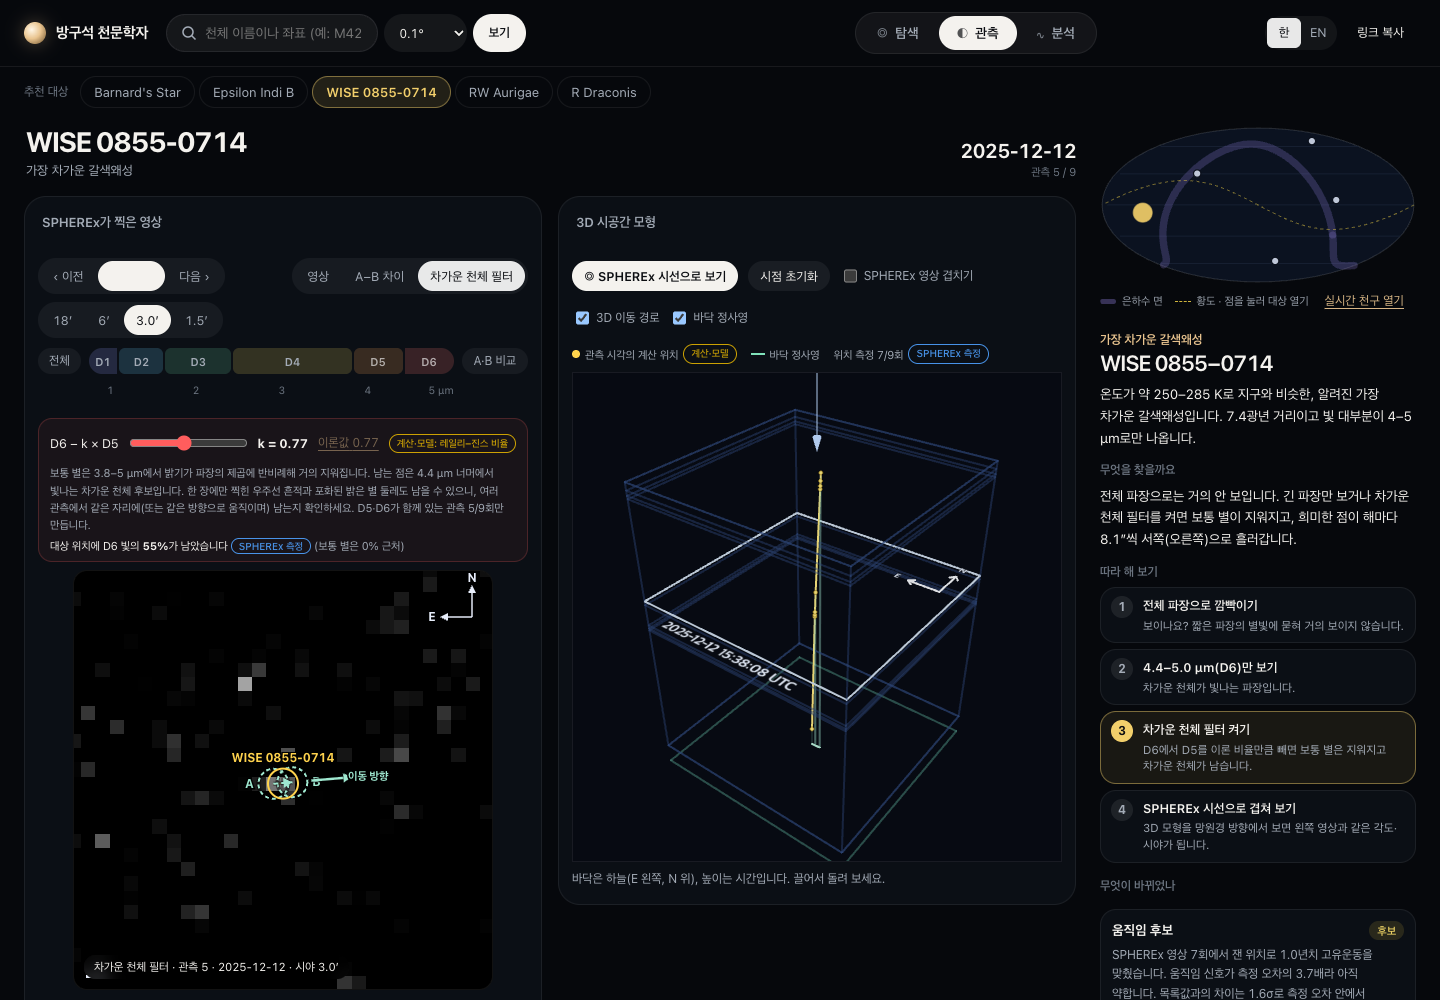 방구석 천문학자
천체 이름이나 좌표 (예: M42
0.1°
보기
탐색
관측
분석
한
EN
링크 복사
추천 대상
Barnard's Star
Epsilon Indi B
WISE 0855-0714
RW Aurigae
R Draconis
WISE 0855-0714
가장 차가운 갈색왜성
2025-12-12
관측 5 / 9
SPHEREx가 찍은 영상
‹ 이전
다음 ›
영상
A−B 차이
차가운 천체 필터
18′
6′
3.0′
1.5′
전체
D1
D2
D3
D4
D5
D6
A·B 비교
1
2
3
4
5 μm
D6 − k × D5
k = 0.77
이론값 0.77
계산·모델: 레일리–진스 비율
보통 별은 3.8–5 μm에서 밝기가 파장의 제곱에 반비례해 거의 지워집니다. 남는 점은 4.4 μm 너머에서
빛나는 차가운 천체 후보입니다. 한 장에만 찍힌 우주선 흔적과 포화된 밝은 별 둘레도 남을 수 있으니, 여러
관측에서 같은 자리에(또는 같은 방향으로 움직이며) 남는지 확인하세요. D5·D6가 함께 있는 관측 5/9회만
만듭니다.
대상 위치에 D6 빛의 55%가 남았습니다 SPHEREx 측정 (보통 별은 0% 근처)
N
E
WISE 0855-0714
A
B
이동 방향
차가운 천체 필터 · 관측 5 · 2025-12-12 · 시야 3.0′
3D 시공간 모형
SPHEREx 시선으로 보기
시점 초기화
SPHEREx 영상 겹치기
3D 이동 경로
바닥 정사영
관측 시각의 계산 위치
계산·모델
바닥 정사영
위치 측정 7/9회
SPHEREx 측정
E
N
2025-12-12 15:38:08 UTC
바닥은 하늘(E 왼쪽, N 위), 높이는 시간입니다. 끌어서 돌려 보세요.
은하수 면
---- 황도 · 점을 눌러 대상 열기
실시간 천구 열기
가장 차가운 갈색왜성
WISE 0855−0714
온도가 약 250–285 K로 지구와 비슷한, 알려진 가장
차가운 갈색왜성입니다. 7.4광년 거리이고 빛 대부분이 4–5
μm로만 나옵니다.
무엇을 찾을까요
전체 파장으로는 거의 안 보입니다. 긴 파장만 보거나 차가운
천체 필터를 켜면 보통 별이 지워지고, 희미한 점이 해마다
8.1″씩 서쪽(오른쪽)으로 흘러갑니다.
따라 해 보기
1
전체 파장으로 깜빡이기
보이나요? 짧은 파장의 별빛에 묻혀 거의 보이지 않습니다.
2
4.4–5.0 μm(D6)만 보기
차가운 천체가 빛나는 파장입니다.
3
차가운 천체 필터 켜기
D6에서 D5를 이론 비율만큼 빼면 보통 별은 지워지고
차가운 천체가 남습니다.
4
SPHEREx 시선으로 겹쳐 보기
3D 모형을 망원경 방향에서 보면 왼쪽 영상과 같은 각도·
시야가 됩니다.
무엇이 바뀌었나
움직임 후보
후보
SPHEREx 영상 7회에서 잰 위치로 1.0년치 고유운동을
맞췄습니다. 움직임 신호가 측정 오차의 3.7배라 아직
약합니다. 목록값과의 차이는 1.6σ로 측정 오차 안에서